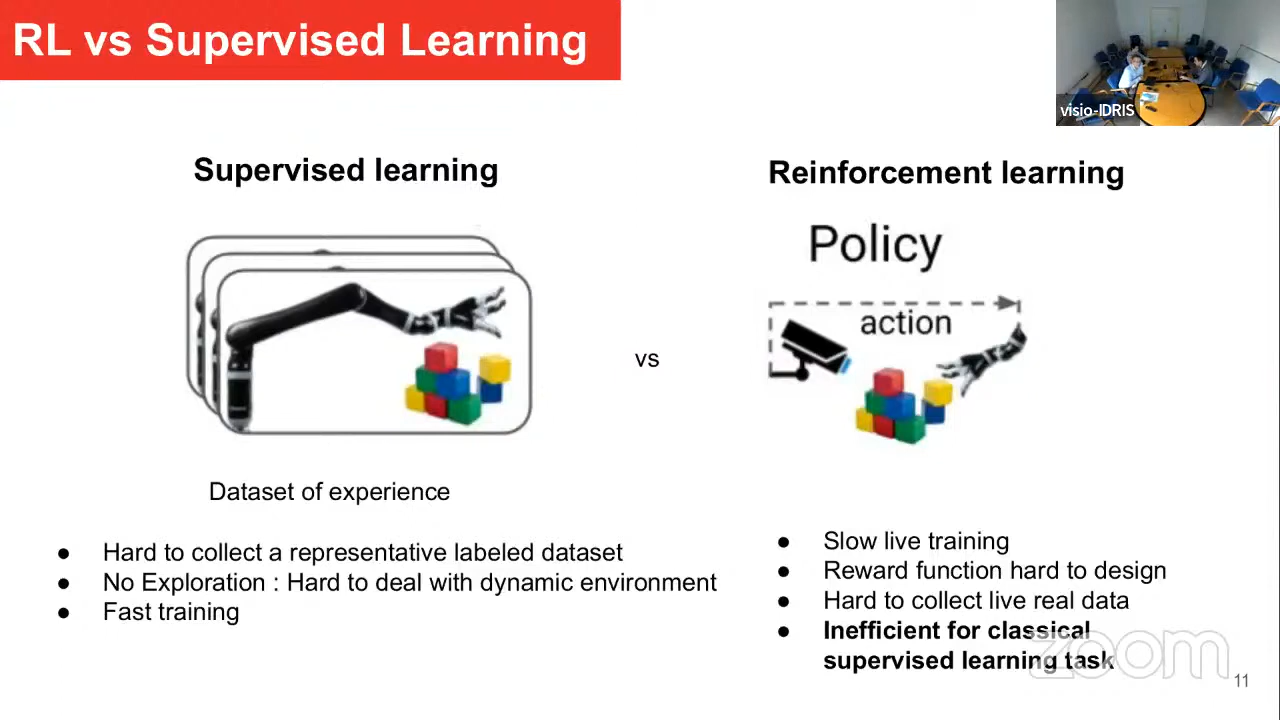 RL vs Supervised Learning
visio-IDRIS
Supervised learning
Reinforcement learning
Policy
action
vs
Dataset of experience
● Hard to collect a representative labeled dataset
● No Exploration : Hard to deal with dynamic environment
● Fast training
● Slow live training
● Reward function hard to design
● Hard to collect live real data
● Inefficient for classical
supervised learning task
zoom
11